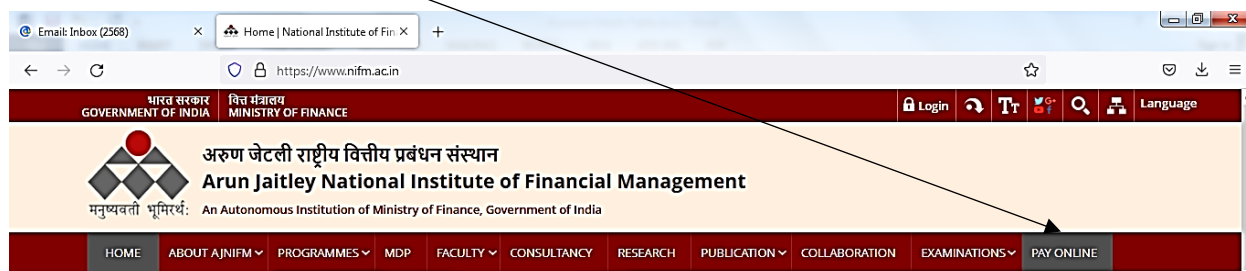 Email: Inbox (2568)
Home | National Institute of Fin
https://www.nifm.ac.in
भारत सरकार वित्त मंत्रालय
GOVERNMENT OF INDIA MINISTRY OF FINANCE
Login
Language
अरुण जेटली राष्ट्रीय वित्तीय प्रबंधन संस्थान
Arun Jaitley National Institute of Financial Management
मनुष्यवती भूमिरर्थ: An Autonomous Institution of Ministry of Finance, Government of India
HOME ABOUT AJNIFM PROGRAMMES MDP FACULTY CONSULTANCY RESEARCH PUBLICATION COLLABORATION EXAMINATIONS PAY ONLINE